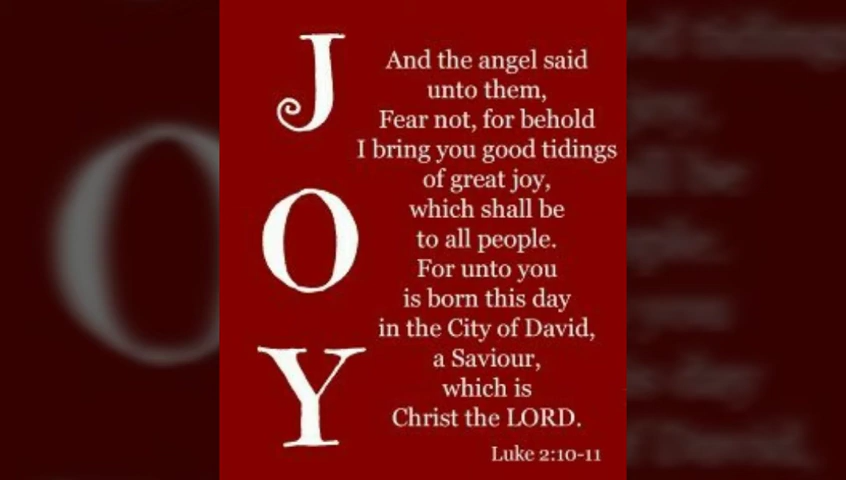 JOY
And the angel said
unto them,
Fear not, for behold
I bring you good tidings
of great joy,
which shall be
to all people.
For unto you
is born this day
in the City of David,
a Saviour,
which is
Christ the LORD.
Luke 2:10-11